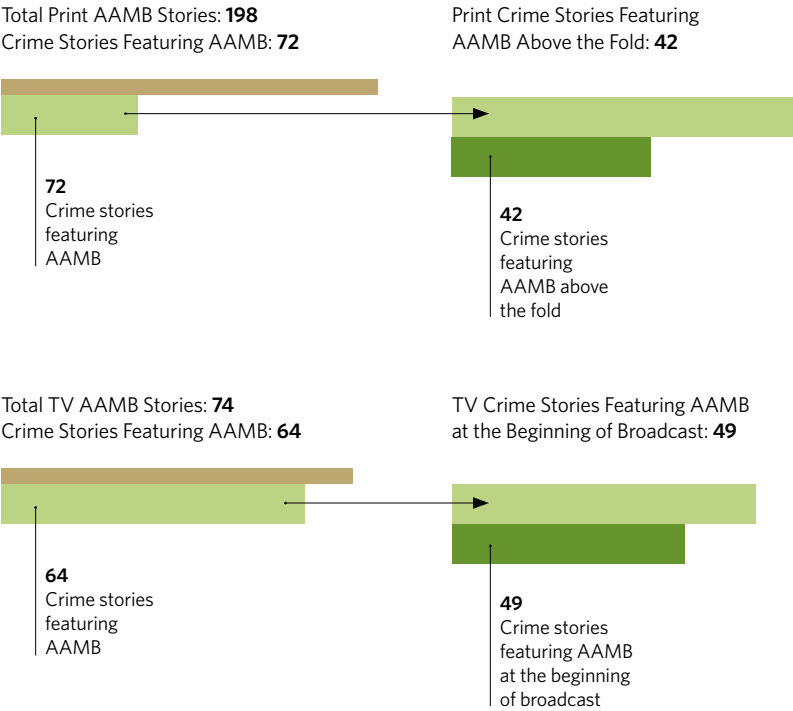 Total Print AAMB Stories: 198
Crime Stories Featuring AAMB: 72
Print Crime Stories Featuring
AAMB Above the Fold: 42
72
Crime stories
featuring
AAMB
42
Crime stories
featuring
AAMB above
the fold
Total TV AAMB Stories: 74
Crime Stories Featuring AAMB: 64
TV Crime Stories Featuring AAMB
at the Beginning of Broadcast: 49
64
Crime stories
featuring
AAMB
49
Crime stories
featuring AAMB
at the beginning
of broadcast